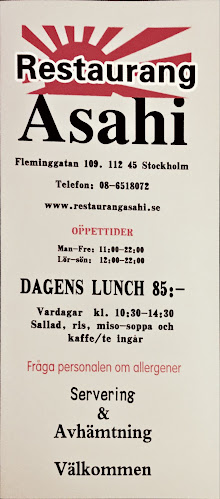 Restaurang
Asahi
Fleminggatan 109. 112 45 Stockholm
Telefon: 08-6518072
www.restaurangasahi.se
OPPETTIDER
Man-Fre: 11:00-22:00
Lör-sön: 12:00-22:00
DAGENS LUNCH 85:-
Vardagar kl. 10:30-14:30
Sallad, ris, miso-soppa och
kaffe/te ingår
Fråga personalen om allergener
Servering
&
Avhämtning
Välkommen